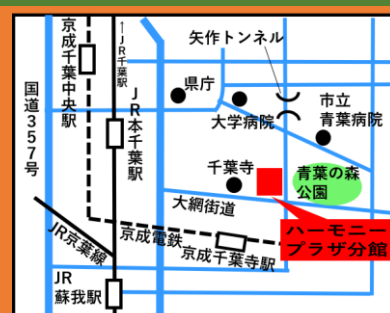 ↑JR千葉駅
京成千葉中央駅
国道357号
JR本千葉駅
矢作トンネル
県庁
大学病院
市立
青葉病院
千葉寺
青葉の森
公園
大網街道
ハーモニー
プラザ分館
京成電鉄
京成千葉寺駅
JR京葉線
JR
蘇我駅